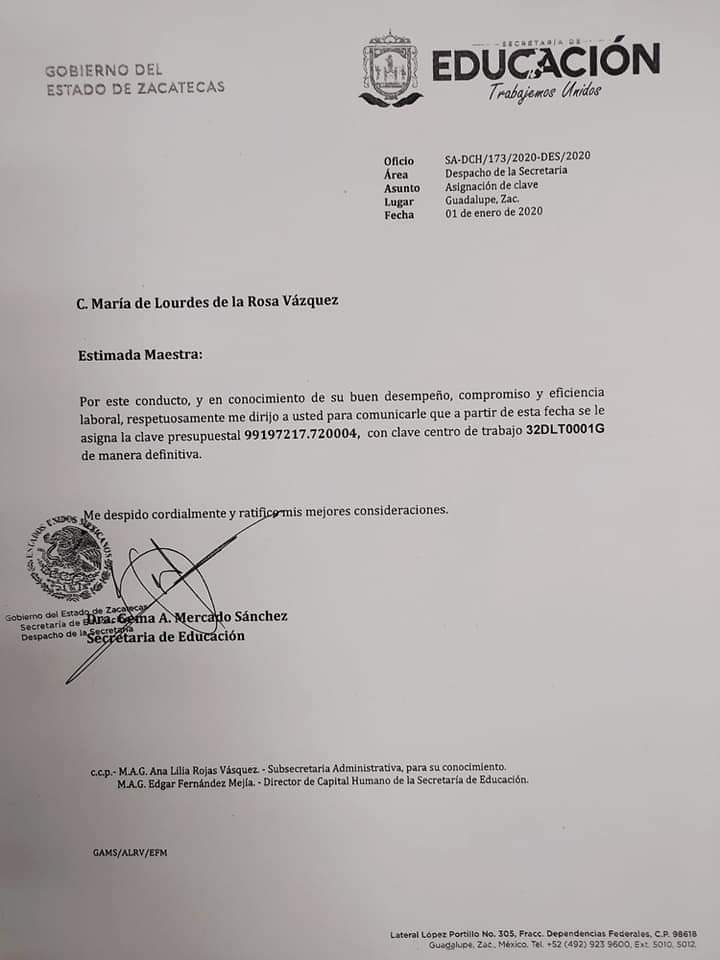 GOBIERNO DEL
ESTADO DE ZACATECAS
SECRETARÍA DE
EDUCACIÓN
Trabajemos Unidos
Oficio SA-DCH/173/2020-DES/2020
Área Despacho de la Secretaria
Asunto Asignación de clave
Lugar Guadalupe, Zac.
Fecha 01 de enero de 2020
C. María de Lourdes de la Rosa Vázquez
Estimada Maestra:
Por este conducto, y en conocimiento de su buen desempeño, compromiso y eficiencia
laboral, respetuosamente me dirijo a usted para comunicarle que a partir de esta fecha se le
asigna la clave presupuestal 99197217.720004, con clave centro de trabajo 32DLT0001G
de manera definitiva.
Me despido cordialmente y ratifico mis mejores consideraciones.
ESTADOS UNIDOS MEXICANOS
Gobierno del Estado de Zacatecas
Secretaría de Educación
Despacho de la Secretaría
Dra. Gema A. Mercado Sánchez
Secretaria de Educación
c.c.p.- M.A.G. Ana Lilia Rojas Vásquez. - Subsecretaria Administrativa, para su conocimiento.
M.A.G. Edgar Fernández Mejía. - Director de Capital Humano de la Secretaría de Educación.
GAMS/ALRV/EFM
Lateral López Portillo No. 305, Fracc. Dependencias Federales, C.P. 98618
Guadalupe, Zac., México. Tel. +52 (492) 923 9600, Ext. 5010, 5012.